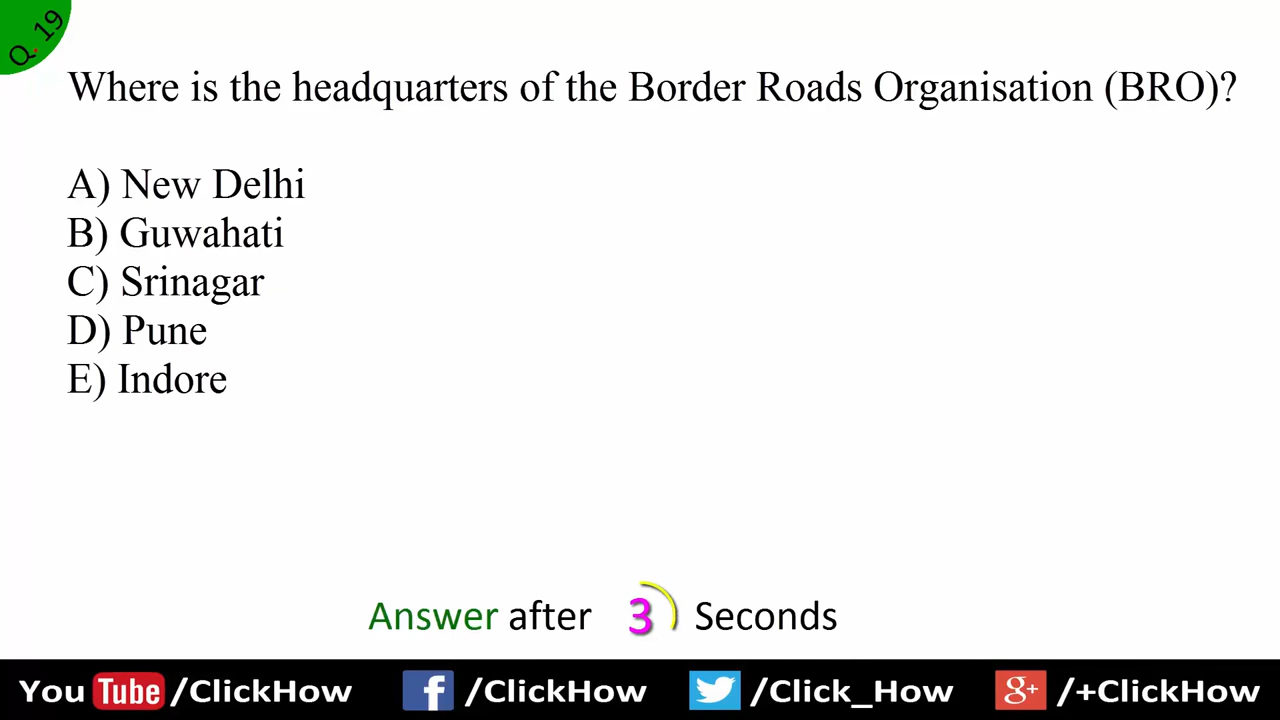 Q. 19
Where is the headquarters of the Border Roads Organisation (BRO)?
A) New Delhi
B) Guwahati
C) Srinagar
D) Pune
E) Indore
Answer after 3 Seconds
You Tube /ClickHow f /ClickHow /Click_How g+ /+ClickHow